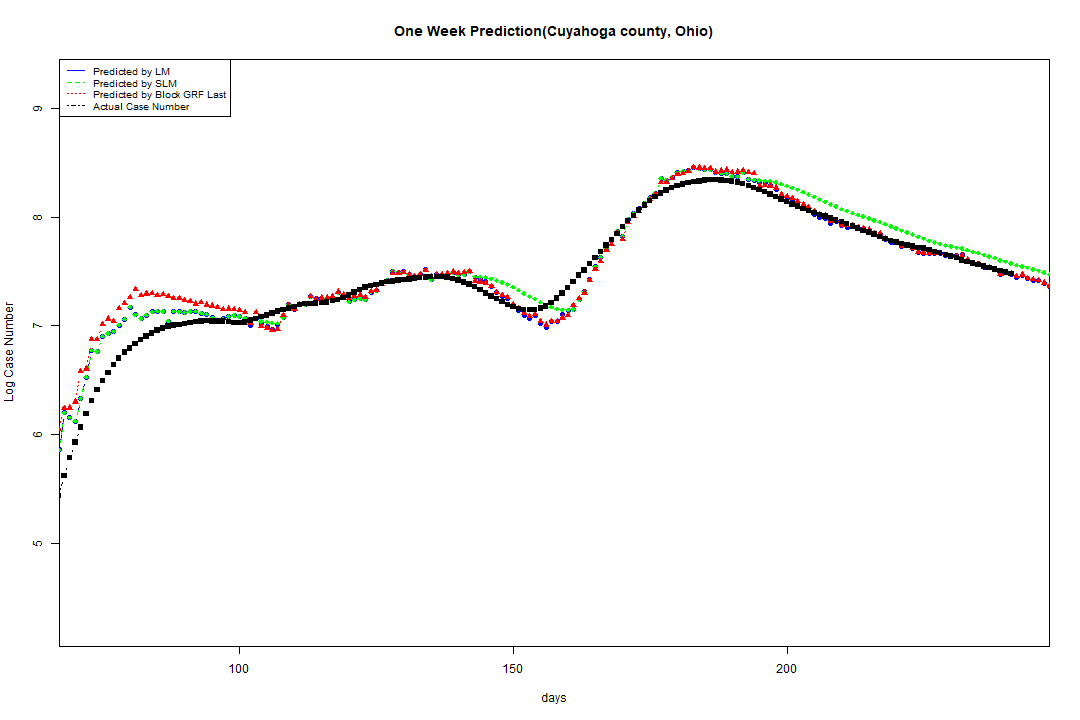 One Week Prediction(Cuyahoga county, Ohio)
Predicted by LM
Predicted by SLM
Predicted by Block GRF Last
Actual Case Number
9
8
7
6
5
Log Case Number
100 150 200
days